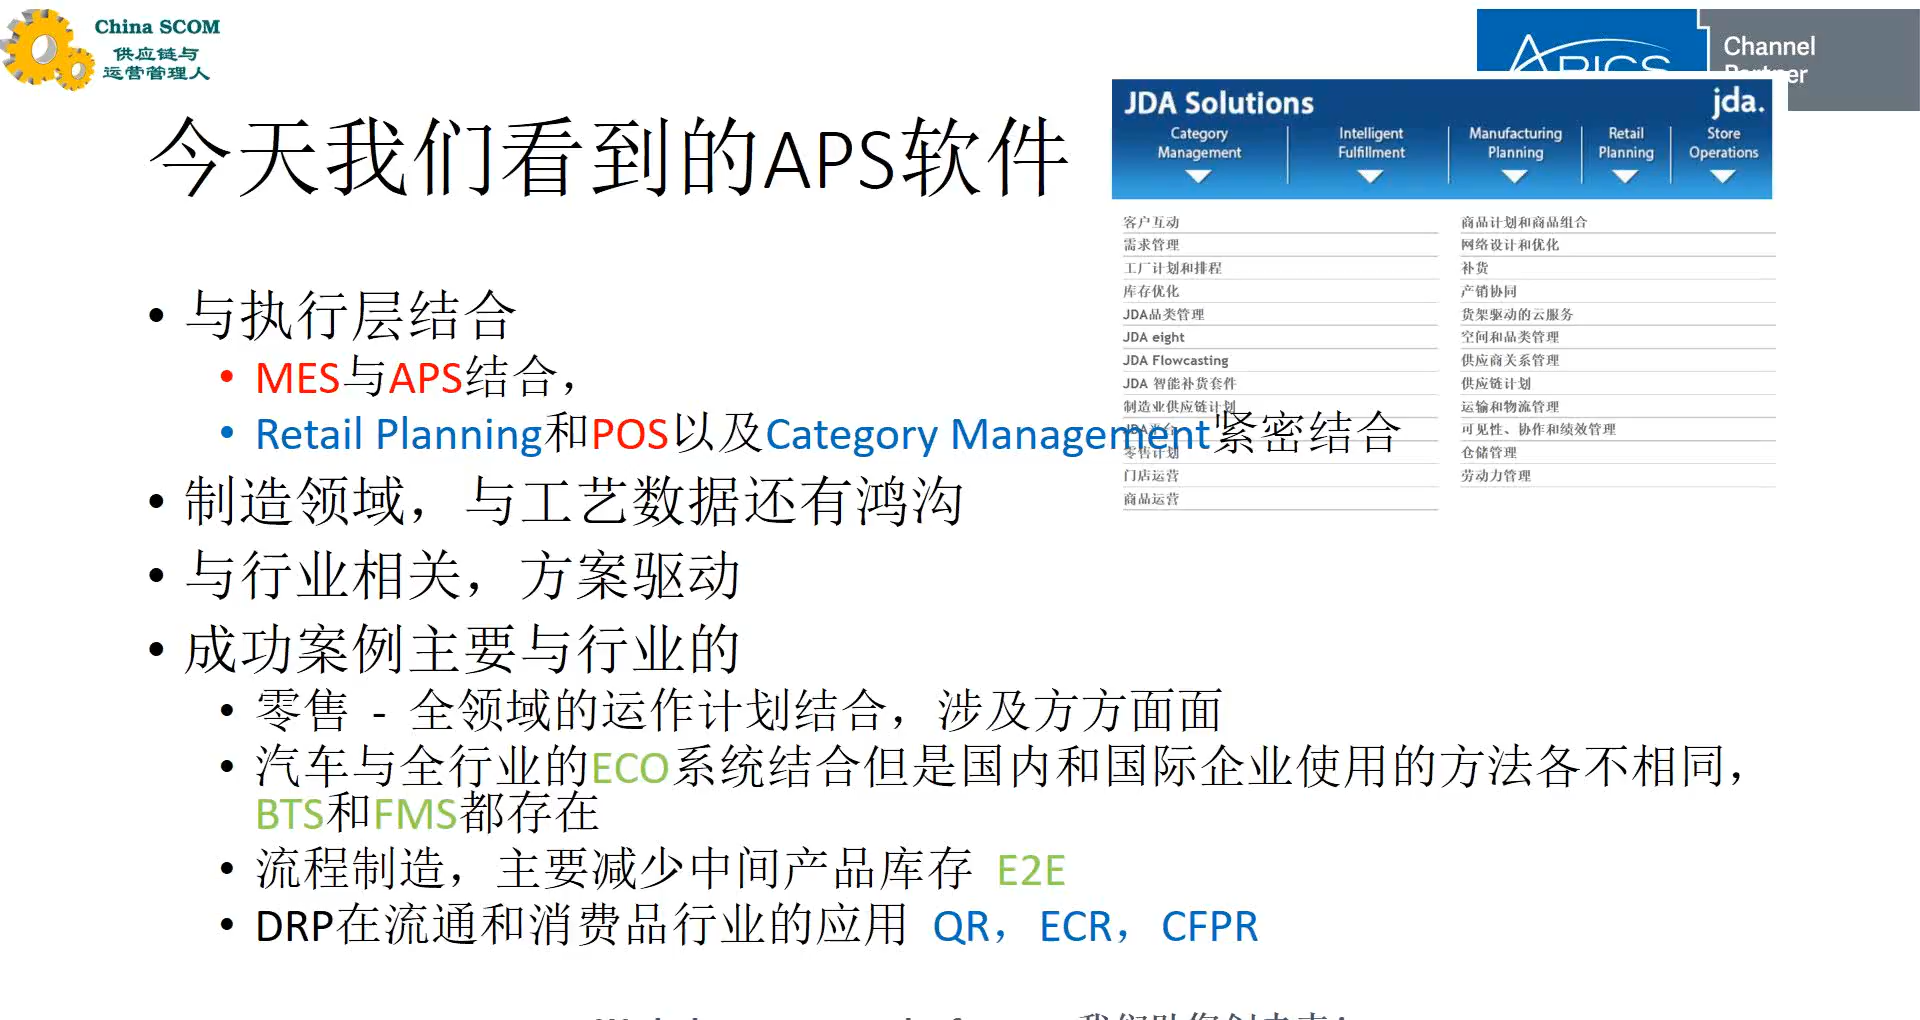 China SCOM
供应链与
运营管理人
APICS
Channel
Partner
今天我们看到的APS软件
JDA Solutions
jda.
Category
Management
Intelligent
Fulfillment
Manufacturing
Planning
Retail
Planning
Store
Operations
客户互动
需求管理
工厂计划和排程
库存优化
JDA品类管理
JDA eight
JDA Flowcasting
JDA 智能补货套件
制造业供应链计划
JDA平台
零售计划
门店运营
商品运营
商品计划和商品组合
网络设计和优化
补货
产销协同
货架驱动的云服务
空间和品类管理
供应商关系管理
供应链计划
运输和物流管理
可见性、协作和绩效管理
仓储管理
劳动力管理
• 与执行层结合
• MES与APS结合，
• Retail Planning和POS以及Category Management紧密结合
• 制造领域，与工艺数据还有鸿沟
• 与行业相关，方案驱动
• 成功案例主要与行业的
• 零售 - 全领域的运作计划结合，涉及方方面面
• 汽车与全行业的ECO系统结合但是国内和国际企业使用的方法各不相同，
BTS和FMS都存在
• 流程制造，主要减少中间产品库存 E2E
• DRP在流通和消费品行业的应用 QR，ECR，CFPR